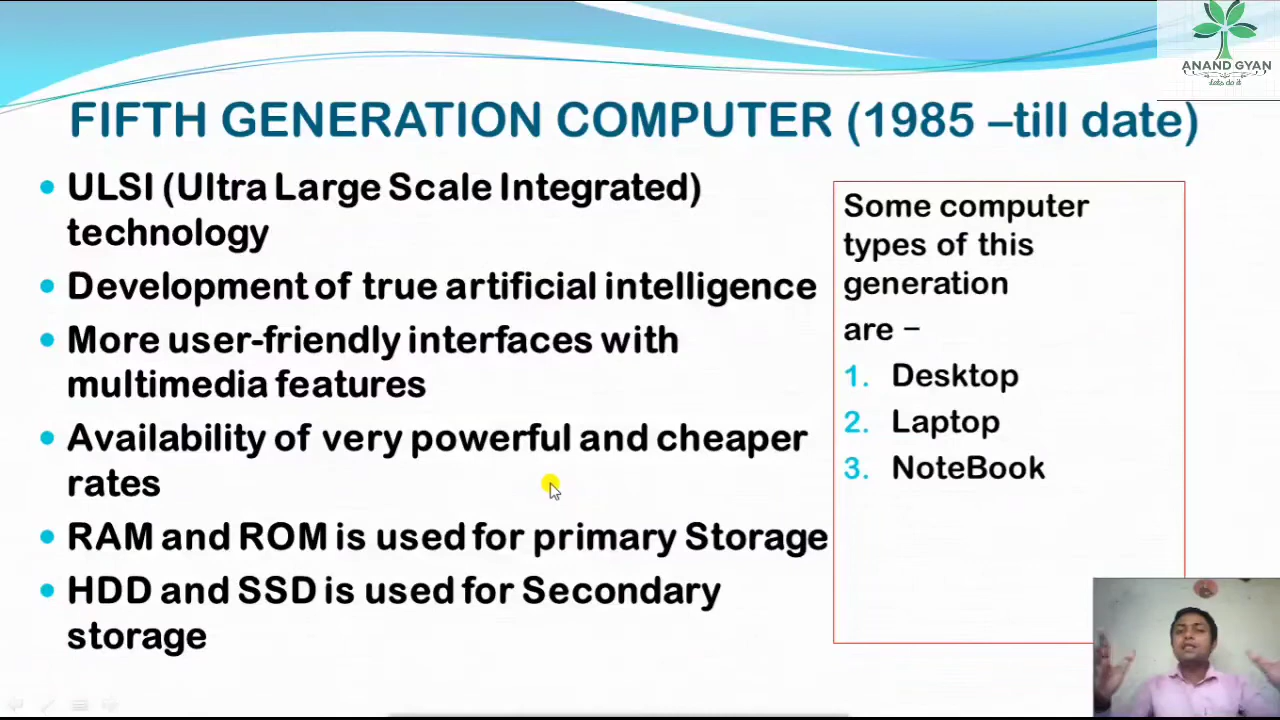 ANAND GYAN
Lets do it
FIFTH GENERATION COMPUTER (1985 –till date)
• ULSI (Ultra Large Scale Integrated)
technology
• Development of true artificial intelligence
• More user-friendly interfaces with
multimedia features
• Availability of very powerful and cheaper
rates
• RAM and ROM is used for primary Storage
• HDD and SSD is used for Secondary
storage
Some computer
types of this
generation
are –
1. Desktop
2. Laptop
3. NoteBook